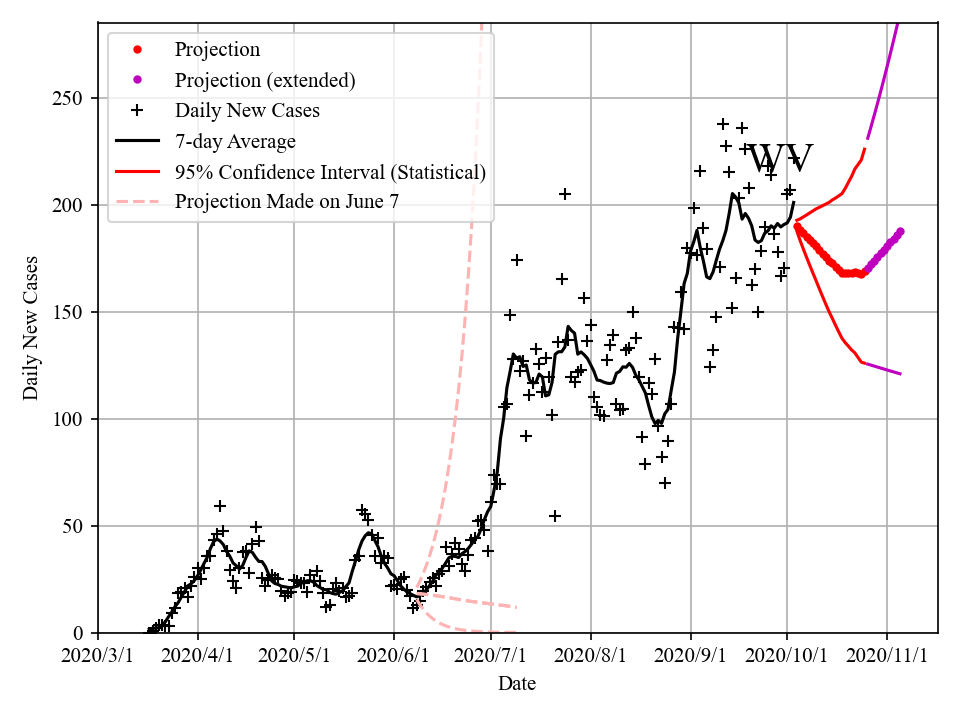 WV
Projection
Projection (extended)
Daily New Cases
7-day Average
95% Confidence Interval (Statistical)
Projection Made on June 7
Daily New Cases
250
200
150
100
50
0
2020/3/1 2020/4/1 2020/5/1 2020/6/1 2020/7/1 2020/8/1 2020/9/1 2020/10/1 2020/11/1
Date